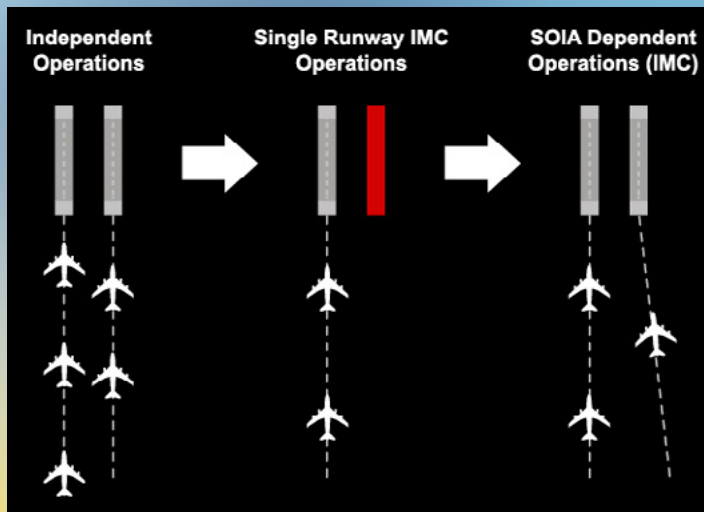 Independent
Operations
Single Runway IMC
Operations
SOIA Dependent
Operations (IMC)